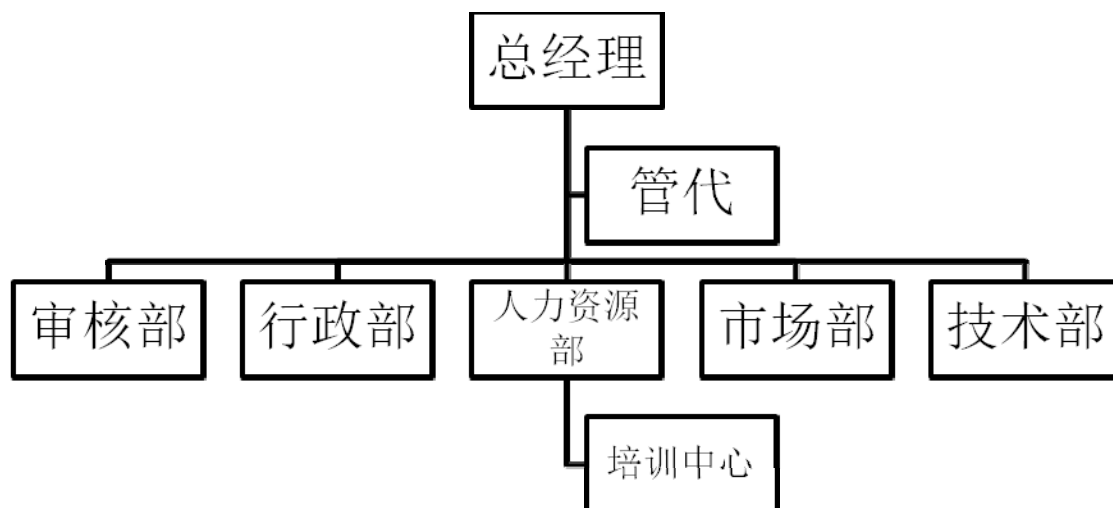 总经理
管代
审核部
行政部
人力资源
部
市场部
技术部
培训中心